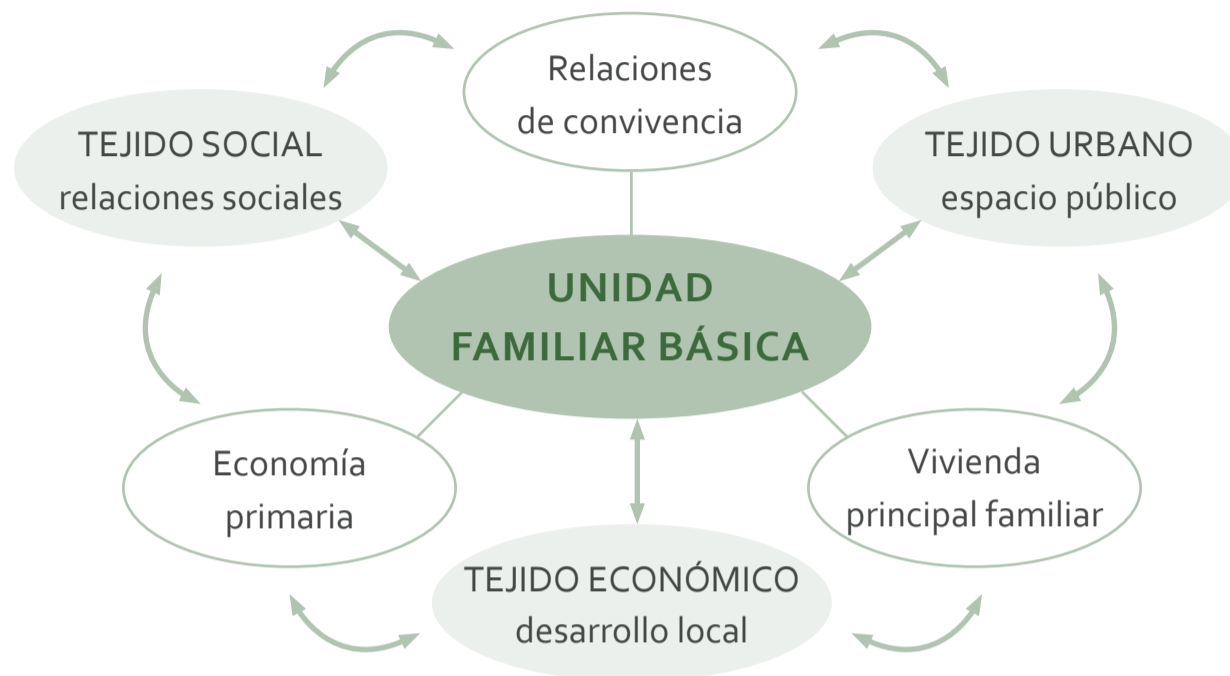 Relaciones
de convivencia
TEJIDO SOCIAL
relaciones sociales
TEJIDO URBANO
espacio público
UNIDAD
FAMILIAR BÁSICA
Economía
primaria
Vivienda
principal familiar
TEJIDO ECONÓMICO
desarrollo local